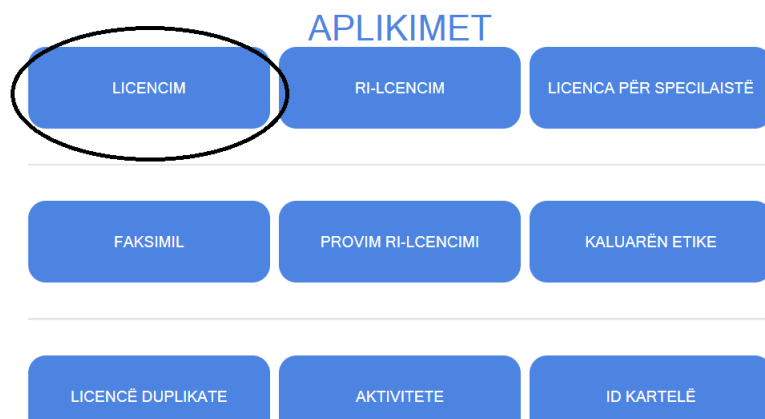 APLIKIMET
LICENCIM
RI-LCENCIM
LICENCA PËR SPECILAISTË
FAKSIMIL
PROVIM RI-LCENCIMI
KALUARËN ETIKE
LICENCË DUPLIKATE
AKTIVITETE
ID KARTELË